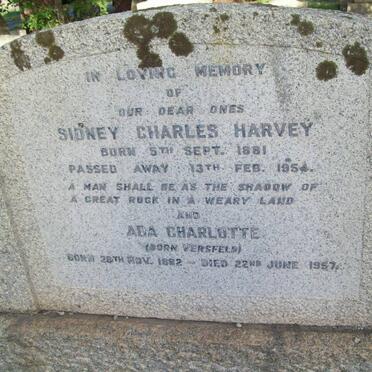 IN LOVING MEMORY
OF
OUR DEAR ONES
SIDNEY CHARLES HARVEY
BORN 5TH SEPT. 1881
PASSED AWAY 13TH FEB. 1954.
A MAN SHALL BE AS THE SHADOW OF
A GREAT ROCK IN A WEARY LAND
AND
ADA CHARLOTTE
(BORN VERSFELD)
BORN 28TH NOV. 1882 – DIED 22ND JUNE 1957.